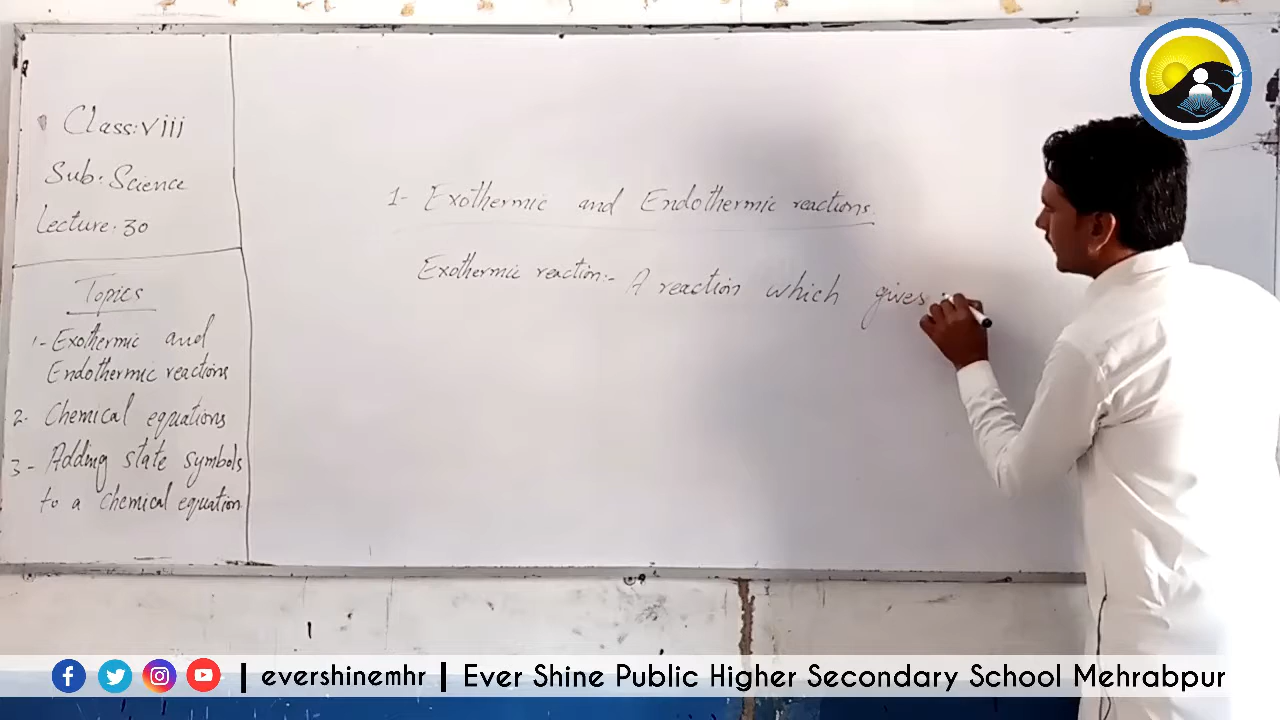 Class: viii
Sub: Science
Lecture: 30
Topics
1- Exothermic and
Endothermic reactions
2- Chemical equations
3- Adding state symbols
to a chemical equation
1- Exothermic and Endothermic reactions.
Exothermic reaction:- A reaction which gives
| evershinemhr | Ever Shine Public Higher Secondary School Mehrabpur